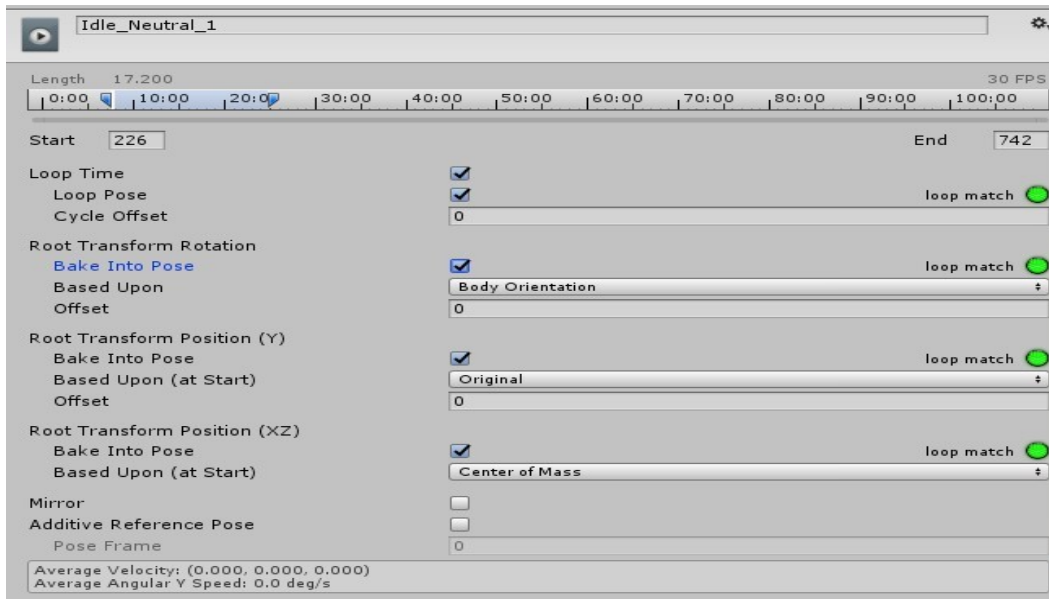 Idle_Neutral_1
Length 17.200 30 FPS
0:00 10:00 20:00 30:00 40:00 50:00 60:00 70:00 80:00 90:00 100:00
Start 226 End 742
Loop Time
Loop Pose loop match
Cycle Offset 0
Root Transform Rotation
Bake Into Pose loop match
Based Upon Body Orientation
Offset 0
Root Transform Position (Y)
Bake Into Pose loop match
Based Upon (at Start) Original
Offset 0
Root Transform Position (XZ)
Bake Into Pose loop match
Based Upon (at Start) Center of Mass
Mirror
Additive Reference Pose
Pose Frame 0
Average Velocity: (0.000, 0.000, 0.000)
Average Angular Y Speed: 0.0 deg/s